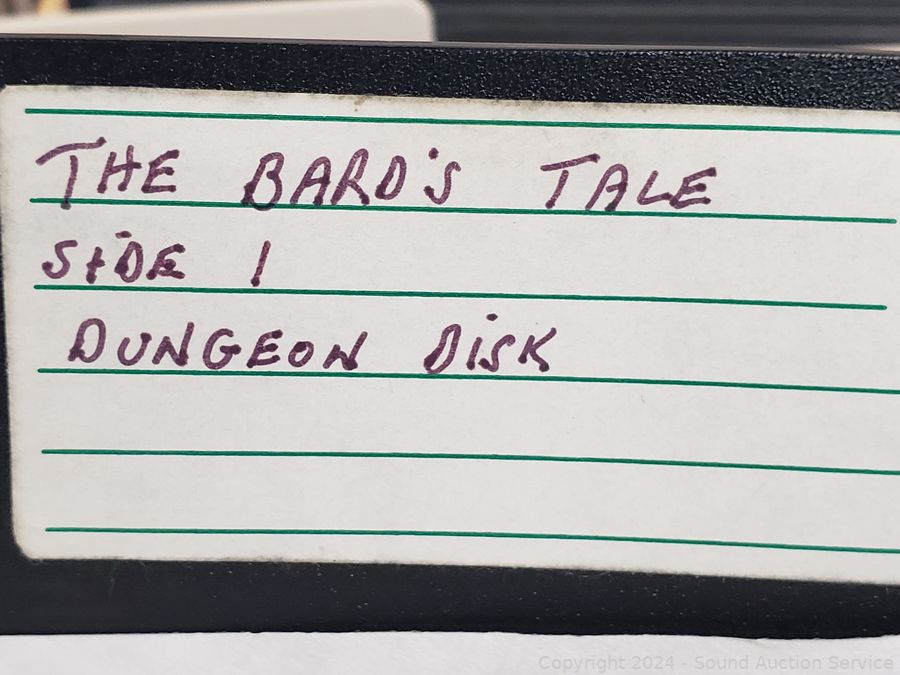 THE BARD'S TALE
SIDE 1
DUNGEON DISK
Copyright 2024 - Sound Auction Service